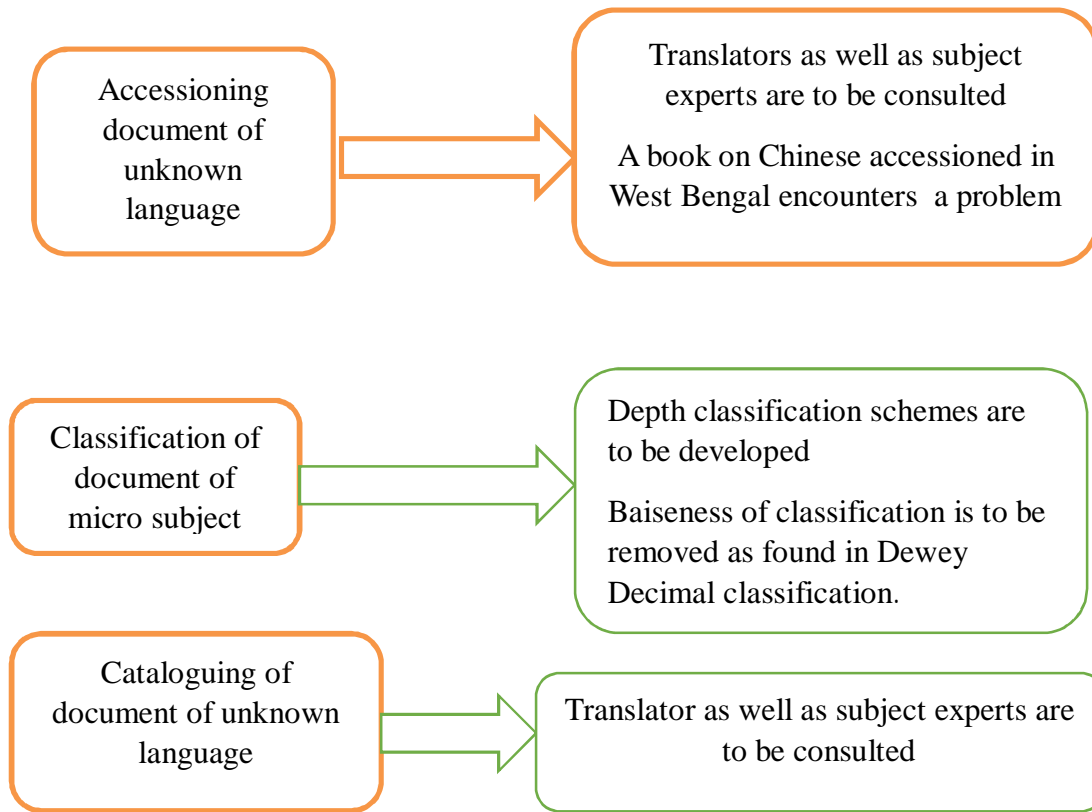 Accessioning
document of
unknown
language
Translators as well as subject
experts are to be consulted
A book on Chinese accessioned in
West Bengal encounters  a problem
Classification of
document of
micro subject
Depth classification schemes are
to be developed
Baiseness of classification is to be
removed as found in Dewey
Decimal classification.
Cataloguing of
document of unknown
language
Translator as well as subject experts are
to be consulted